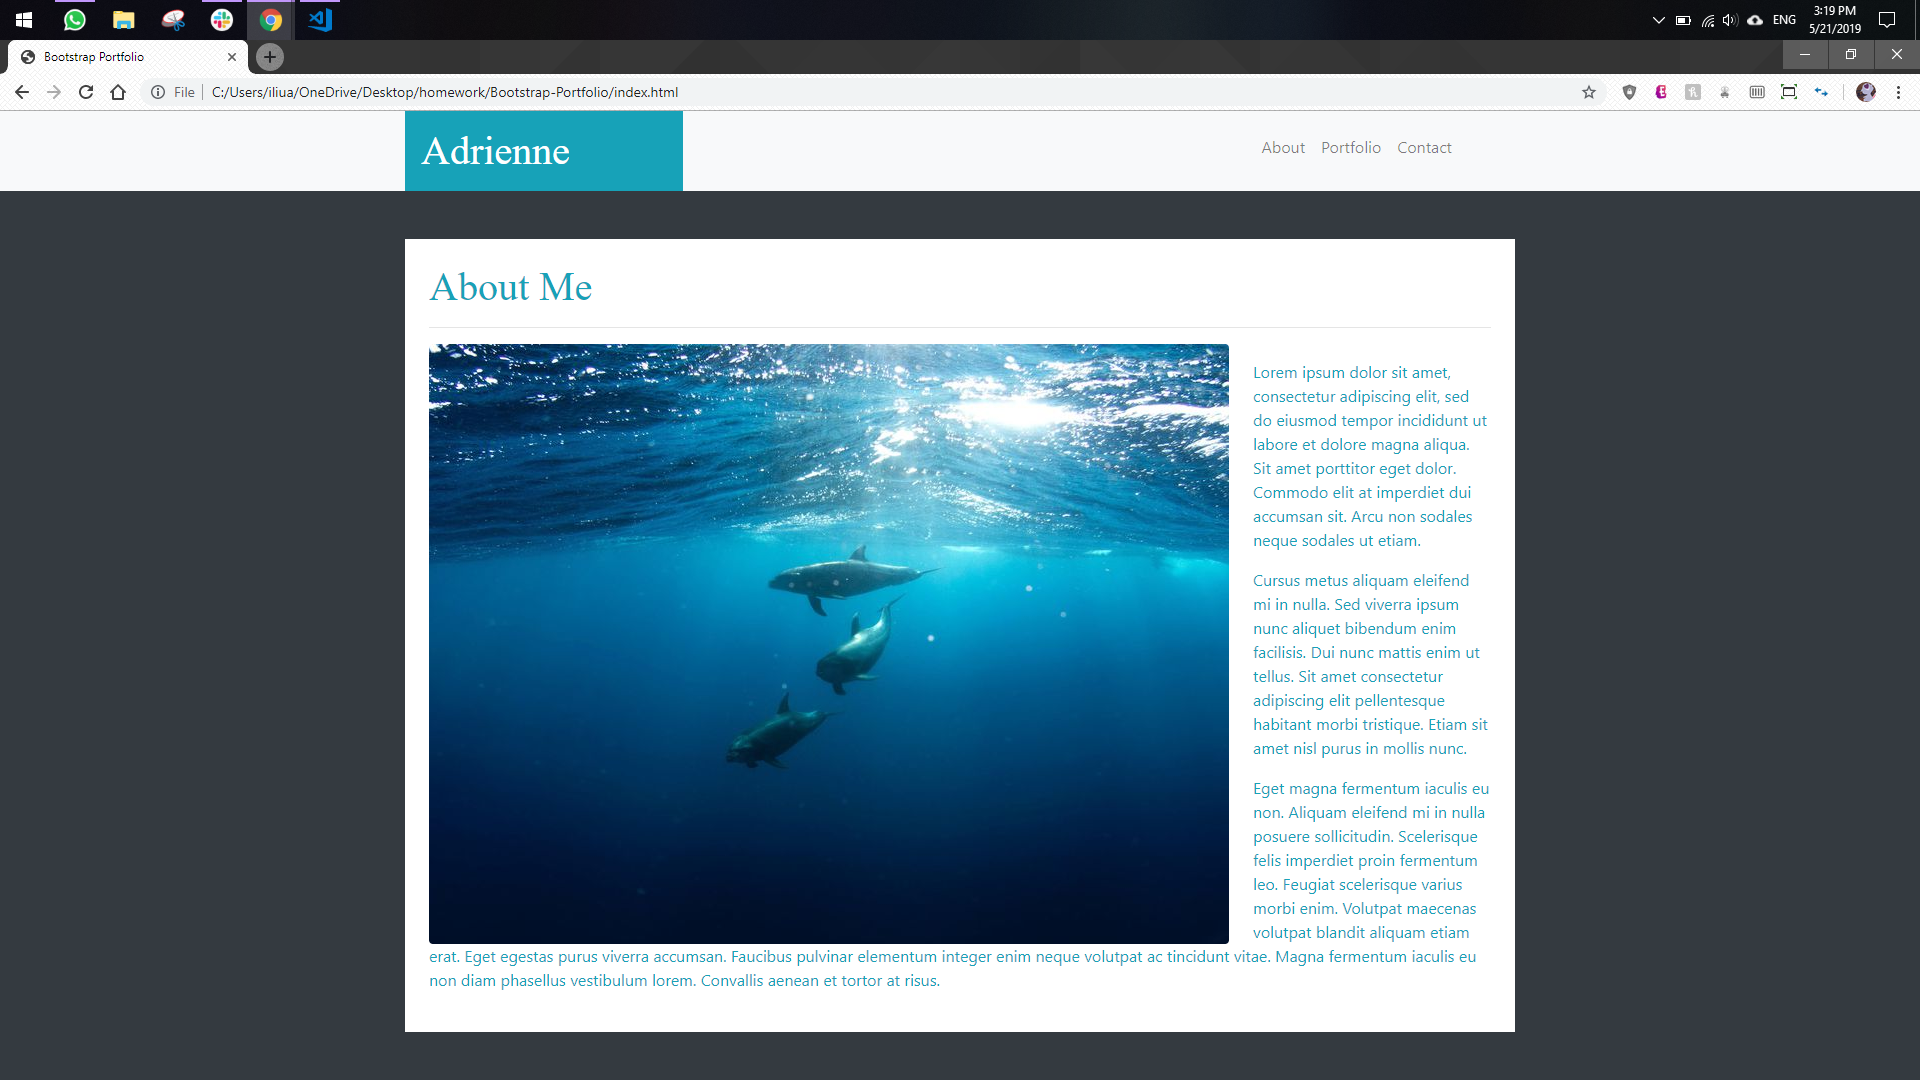 ENG
3:19 PM
5/21/2019
Bootstrap Portfolio
File
C:/Users/iliua/OneDrive/Desktop/homework/Bootstrap-Portfolio/index.html
Adrienne
About Portfolio Contact
About Me
Lorem ipsum dolor sit amet,
consectetur adipiscing elit, sed
do eiusmod tempor incididunt ut
labore et dolore magna aliqua.
Sit amet porttitor eget dolor.
Commodo elit at imperdiet dui
accumsan sit. Arcu non sodales
neque sodales ut etiam.
Cursus metus aliquam eleifend
mi in nulla. Sed viverra ipsum
nunc aliquet bibendum enim
facilisis. Dui nunc mattis enim ut
tellus. Sit amet consectetur
adipiscing elit pellentesque
habitant morbi tristique. Etiam sit
amet nisl purus in mollis nunc.
Eget magna fermentum iaculis eu
non. Aliquam eleifend mi in nulla
posuere sollicitudin. Scelerisque
felis imperdiet proin fermentum
leo. Feugiat scelerisque varius
morbi enim. Volutpat maecenas
volutpat blandit aliquam etiam
erat. Eget egestas purus viverra accumsan. Faucibus pulvinar elementum integer enim neque volutpat ac tincidunt vitae. Magna fermentum iaculis eu
non diam phasellus vestibulum lorem. Convallis aenean et tortor at risus.